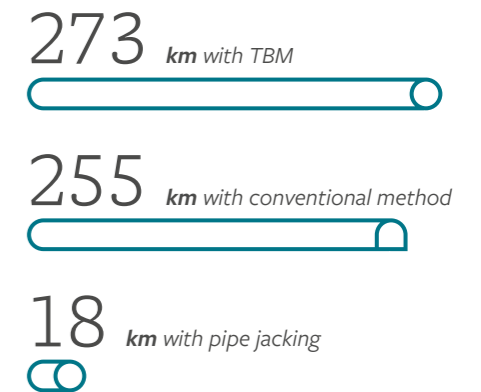 273 km with TBM
255 km with conventional method
18 km with pipe jacking